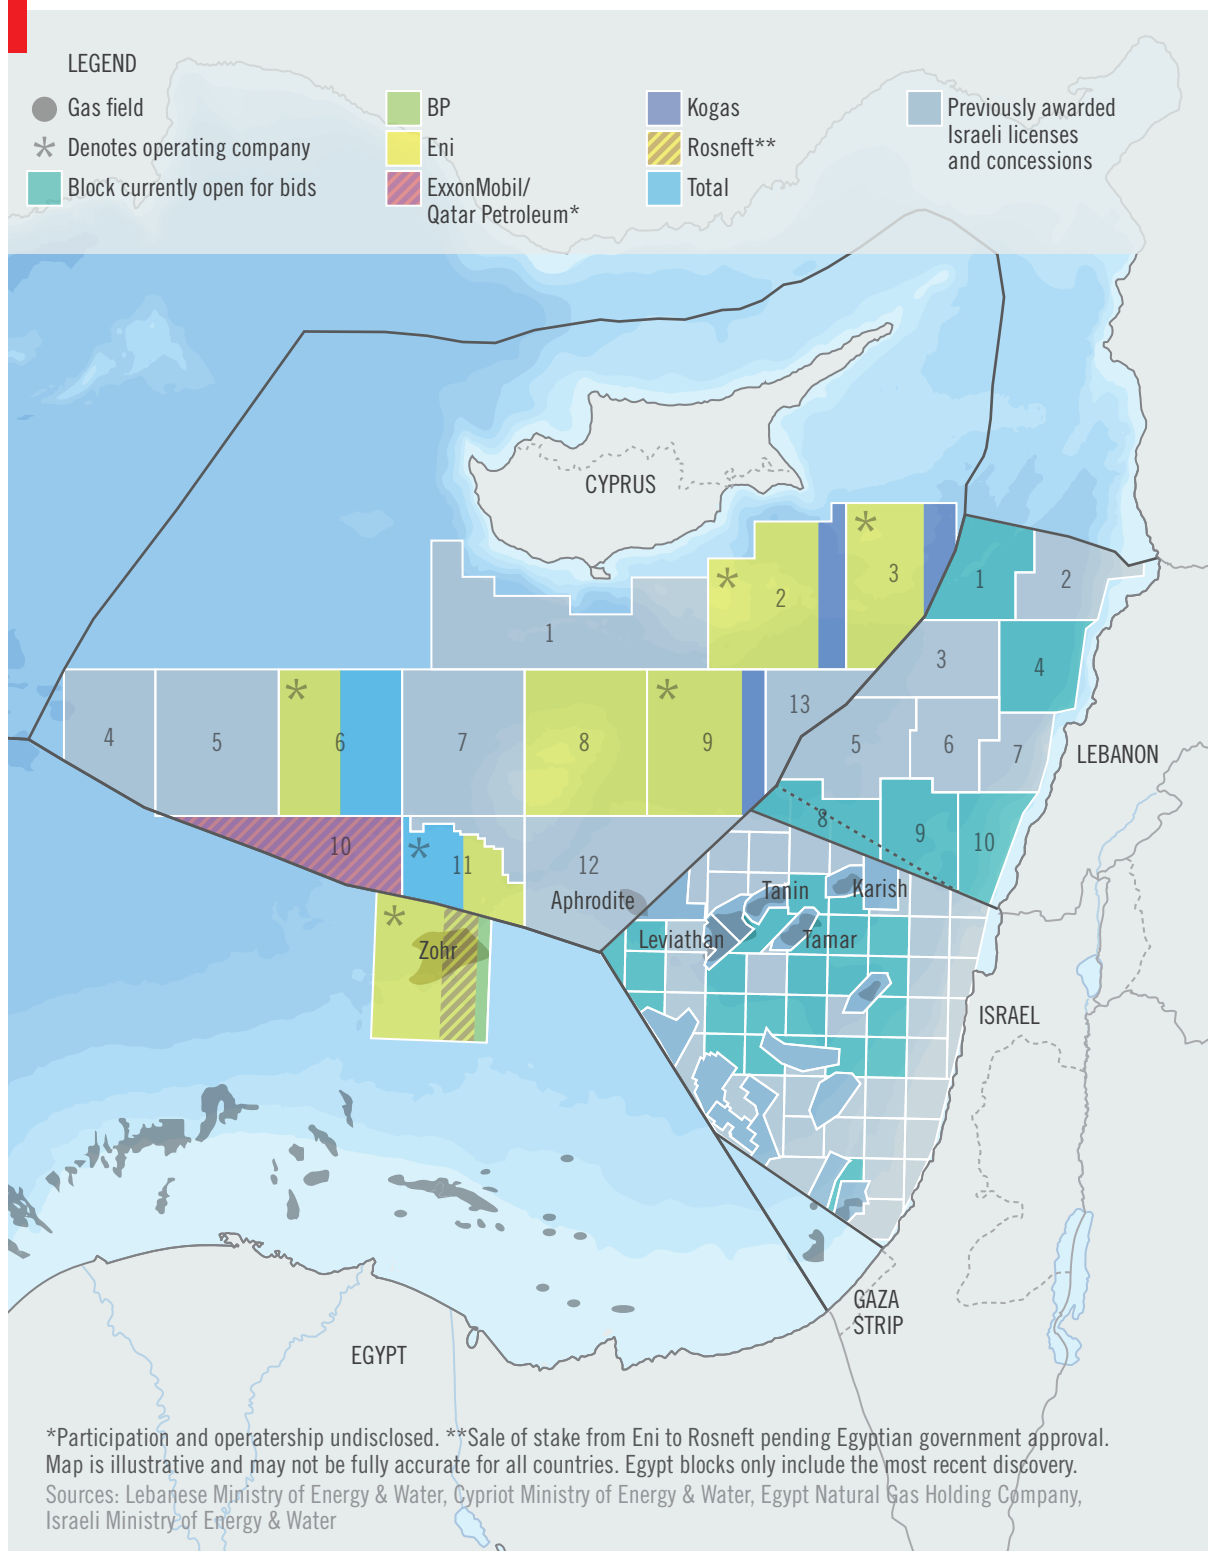 LEGEND
Gas field
* Denotes operating company
Block currently open for bids
BP
Eni
ExxonMobil/
Qatar Petroleum*
Kogas
Rosneft**
Total
Previously awarded
Israeli licenses
and concessions
CYPRUS
*
3
*
2
1
1
2
3
4
4
5
*
6
7
8
*
9
13
5
6
7
LEBANON
8
9
10
10
*
11
12
Aphrodite
Tanin
Karish
*
Zohr
Leviathan
Tamar
ISRAEL
GAZA
STRIP
EGYPT
*Participation and operatership undisclosed. **Sale of stake from Eni to Rosneft pending Egyptian government approval.
Map is illustrative and may not be fully accurate for all countries. Egypt blocks only include the most recent discovery.
Sources: Lebanese Ministry of Energy & Water, Cypriot Ministry of Energy & Water, Egypt Natural Gas Holding Company,
Israeli Ministry of Energy & Water